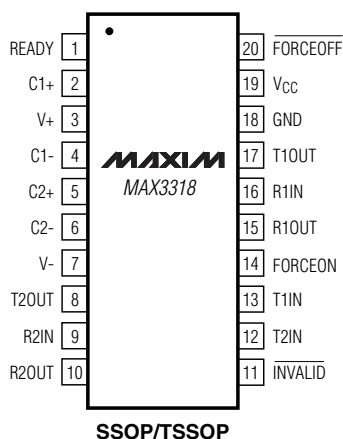 READY 1 20 FORCEOFF
C1+ 2 19 VCC
V+ 3 18 GND
C1- 4 MAXIM 17 T1OUT
C2+ 5 MAX3318 16 R1IN
C2- 6 15 R1OUT
V- 7 14 FORCEON
T2OUT 8 13 T1IN
R2IN 9 12 T2IN
R2OUT 10 11 INVALID
SSOP/TSSOP